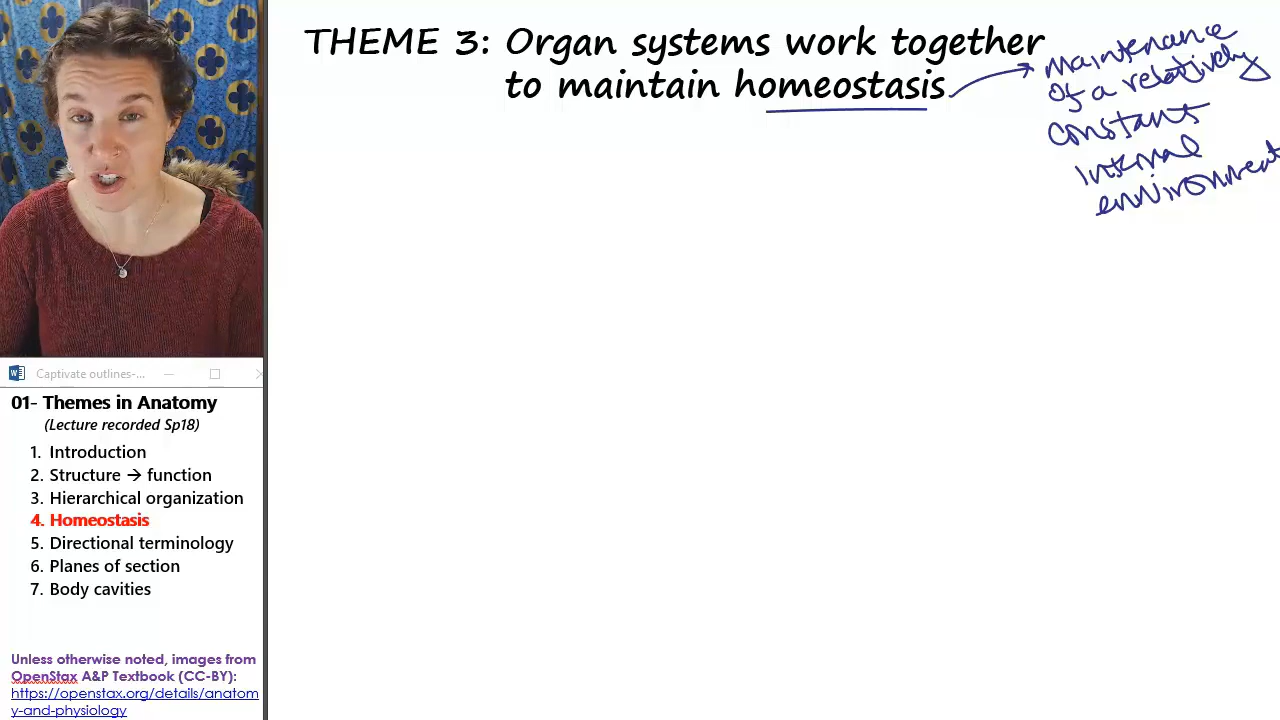 THEME 3: Organ systems work together
to maintain homeostasis
maintenance
of a relatively
constant
internal
environment
Captivate outlines-...
01- Themes in Anatomy
(Lecture recorded Sp18)
1. Introduction
2. Structure → function
3. Hierarchical organization
4. Homeostasis
5. Directional terminology
6. Planes of section
7. Body cavities
Unless otherwise noted, images from
OpenStax A&P Textbook (CC-BY):
https://openstax.org/details/anatom
y-and-physiology